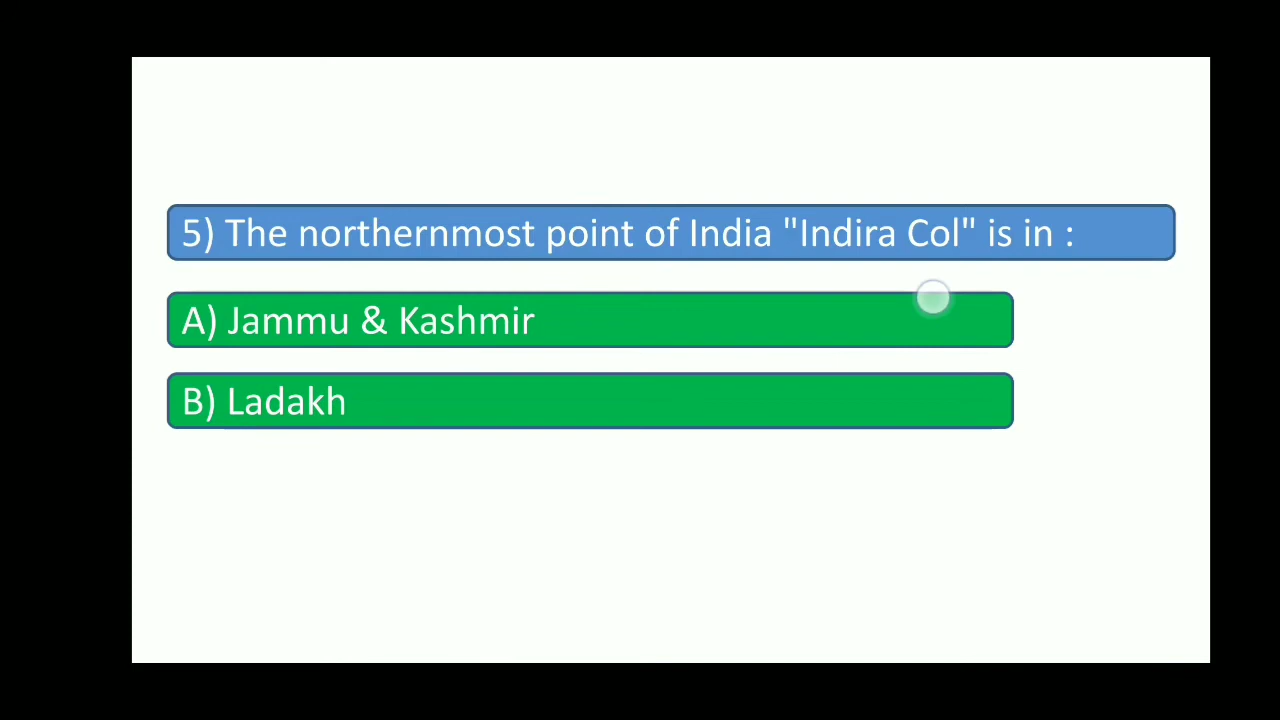 5) The northernmost point of India "Indira Col" is in :
A) Jammu & Kashmir
B) Ladakh